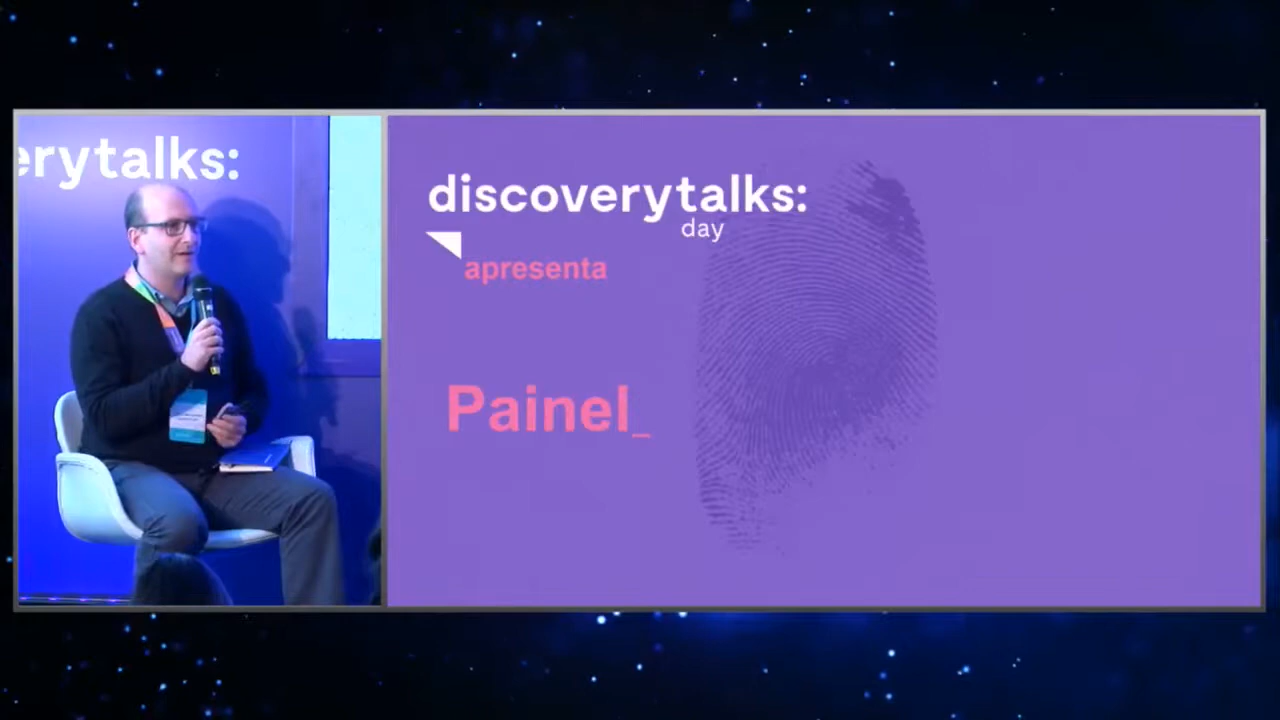 erytalks:
discoverytalks:
day
apresenta
Painel_